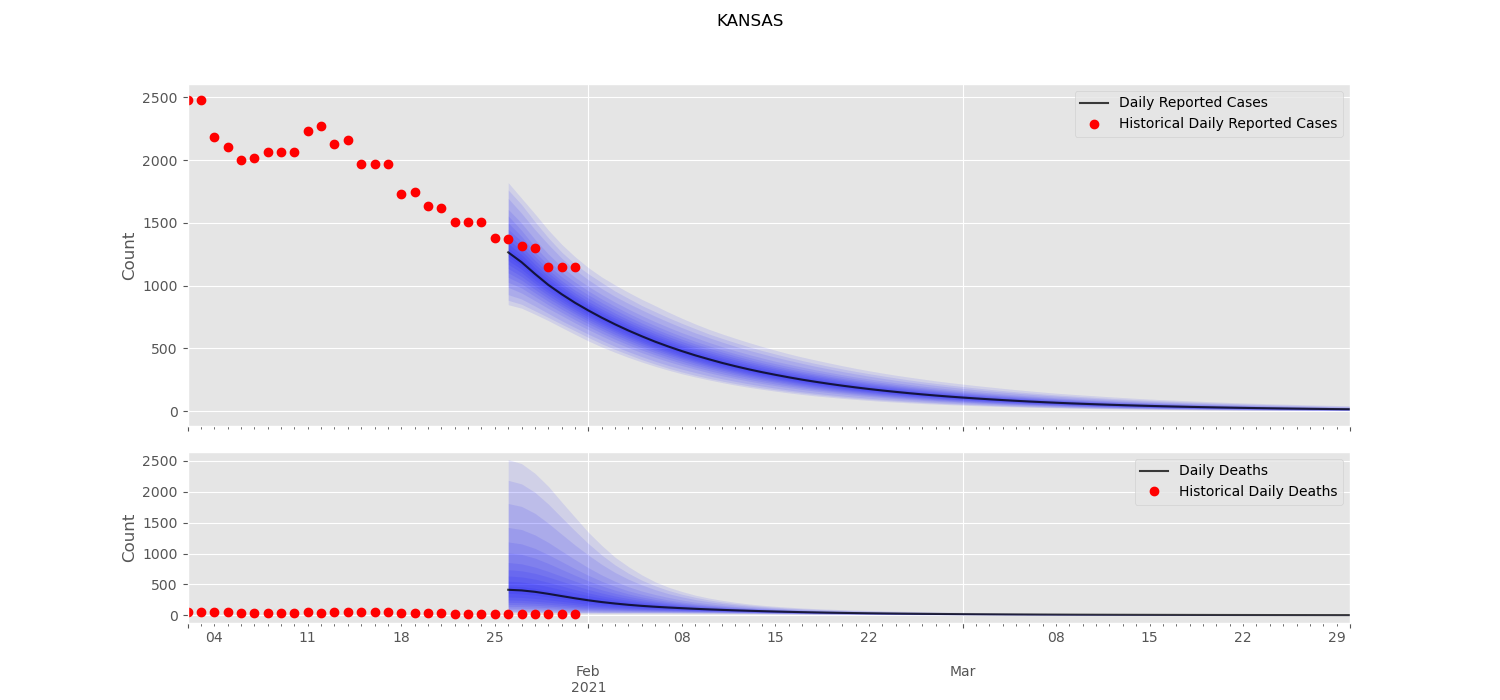 KANSAS
2500
2000
1500
1000
500
0
Count
Daily Reported Cases
Historical Daily Reported Cases
2500
2000
1500
1000
500
0
Count
Daily Deaths
Historical Daily Deaths
04 11 18 25 08 15 22 08 15 22 29
Feb Mar
2021